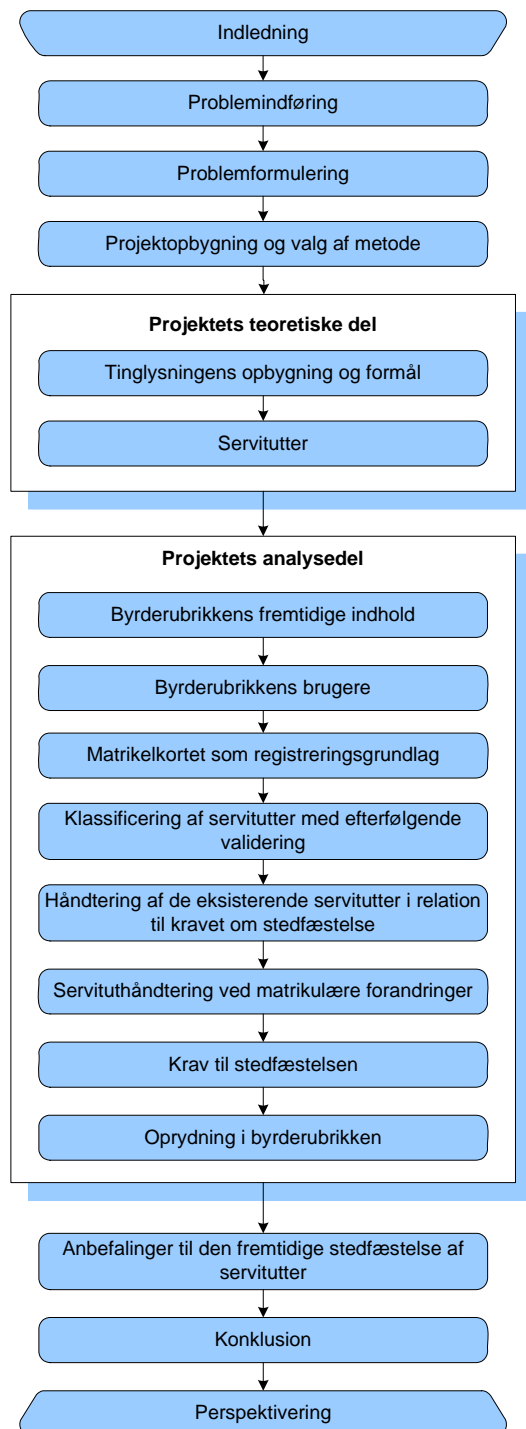 Indledning
Problemindføring
Problemformulering
Projektopbygning og valg af metode
Projektets teoretiske del
Tinglysningens opbygning og formål
Servitutter
Projektets analysedel
Byrderubrikkens fremtidige indhold
Byrderubrikkens brugere
Matrikelkortet som registreringsgrundlag
Klassificering af servitutter med efterfølgende
validering
Håndtering af de eksisterende servitutter i relation
til kravet om stedfæstelse
Servituthåndtering ved matrikulære forandringer
Krav til stedfæstelsen
Oprydning i byrderubrikken
Anbefalinger til den fremtidige stedfæstelse af
servitutter
Konklusion
Perspektivering